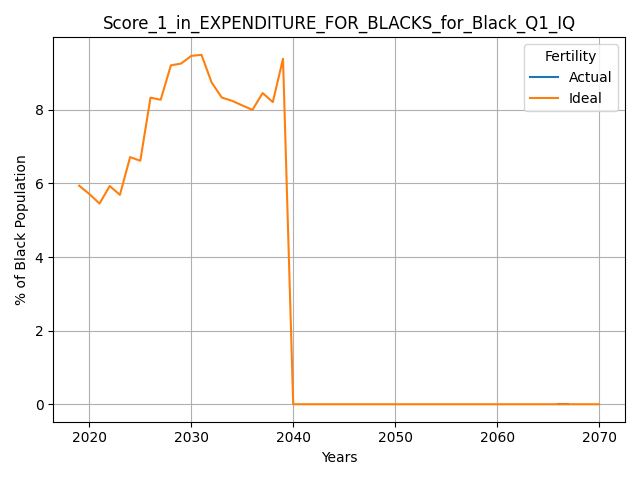 Score_1_in_EXPENDITURE_FOR_BLACKS_for_Black_Q1_IQ
Fertility
Actual
Ideal
% of Black Population
8
6
4
2
0
2020 2030 2040 2050 2060 2070
Years